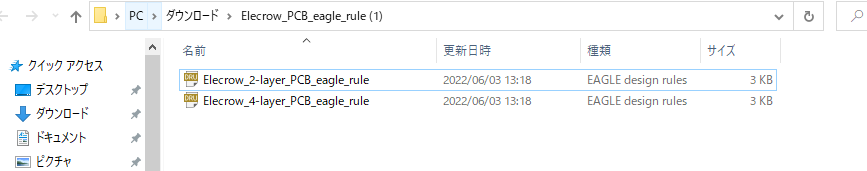 PC > ダウンロード > Elecrow_PCB_eagle_rule (1)
名前 更新日時 種類 サイズ
クイック アクセス
Elecrow_2-layer_PCB_eagle_rule 2022/06/03 13:18 EAGLE design rules 3 KB
デスクトップ
Elecrow_4-layer_PCB_eagle_rule 2022/06/03 13:18 EAGLE design rules 3 KB
ダウンロード
ドキュメント
ピクチャ